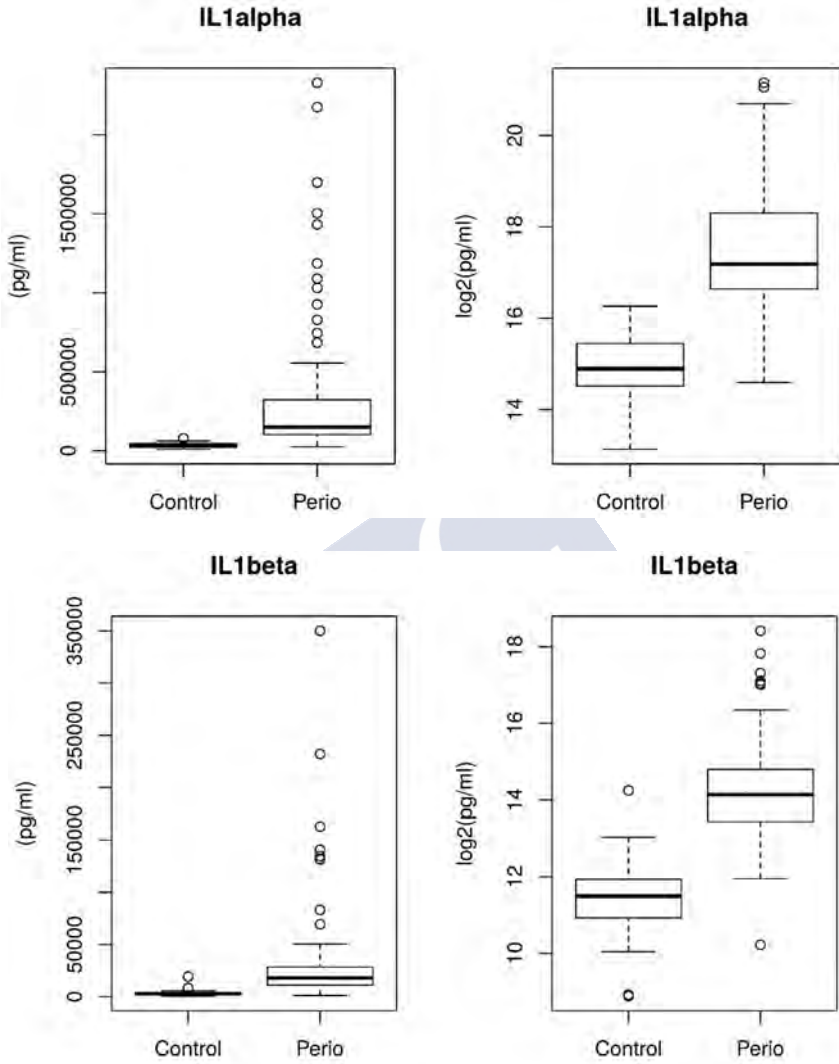 IL1alpha
(pg/ml)
1500000
500000
0
Control Perio
IL1alpha
log2(pg/ml)
20
18
16
14
Control Perio
IL1beta
(pg/ml)
350000
250000
150000
50000
0
Control Perio
IL1beta
log2(pg/ml)
18
16
14
12
10
Control Perio